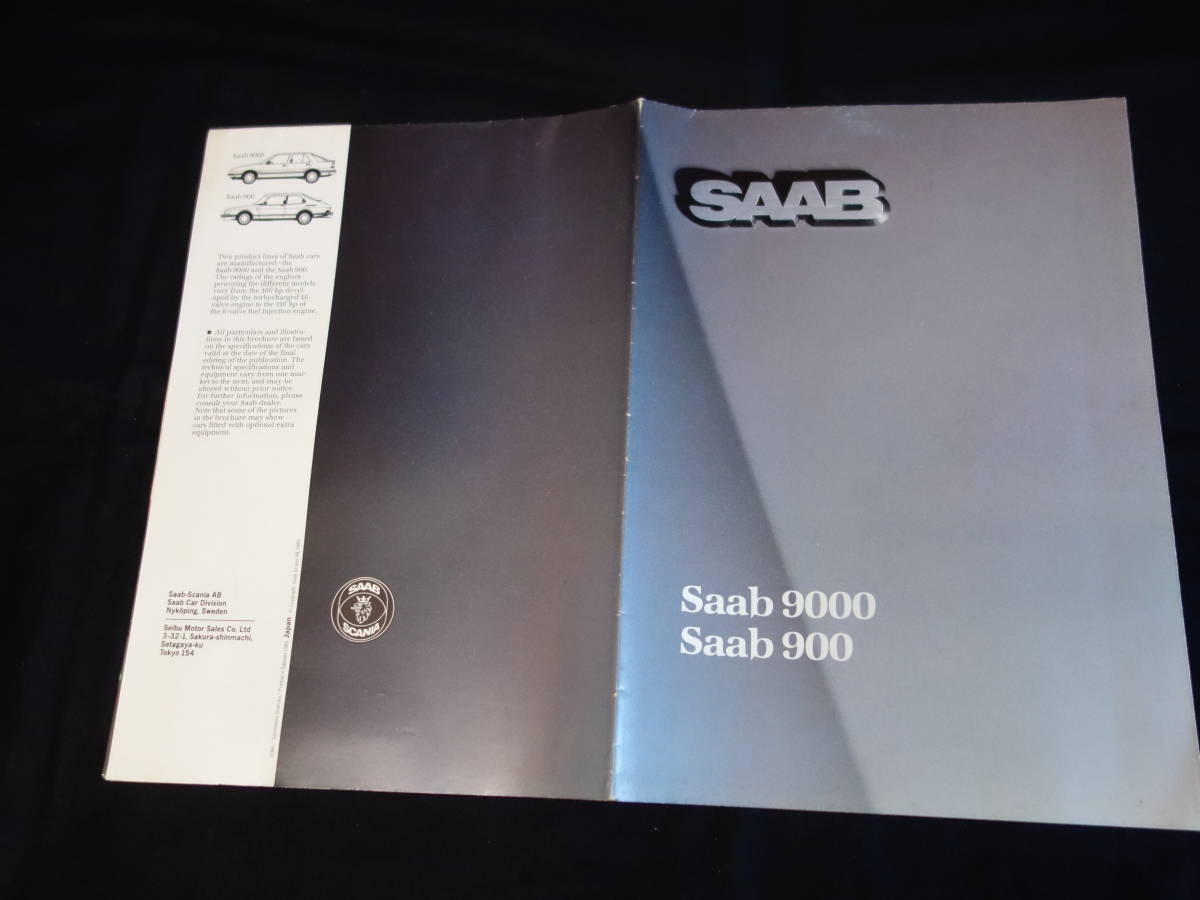 Saab 9000
Saab 900
Two product lines of Saab cars
are manufactured—the
Saab 9000 and the Saab 900.
The ratings of the engines
powering the different models
vary from the 160 hp devel-
oped by the turbocharged 16-
valve engine to the 110 hp of
the 8-valve fuel injection engine.
■ All particulars and illustra-
tions in this brochure are based
on the specifications of the cars
valid at the date of the final
editing of the publication. The
technical specifications and
equipment vary from one mar-
ket to the next, and may be
altered without prior notice.
For further information, please
consult your Saab dealer.
Note that some of the pictures
in the brochure may show
cars fitted with optional extra
equipment.
Saab-Scania AB
Saab Car Division
Nyköping, Sweden
Seibu Motor Sales Co, Ltd
3-32-1, Sakura-shinmachi,
Setagaya-ku
Tokyo 154
Japan
SAAB
SCANIA
SAAB
Saab 9000
Saab 900